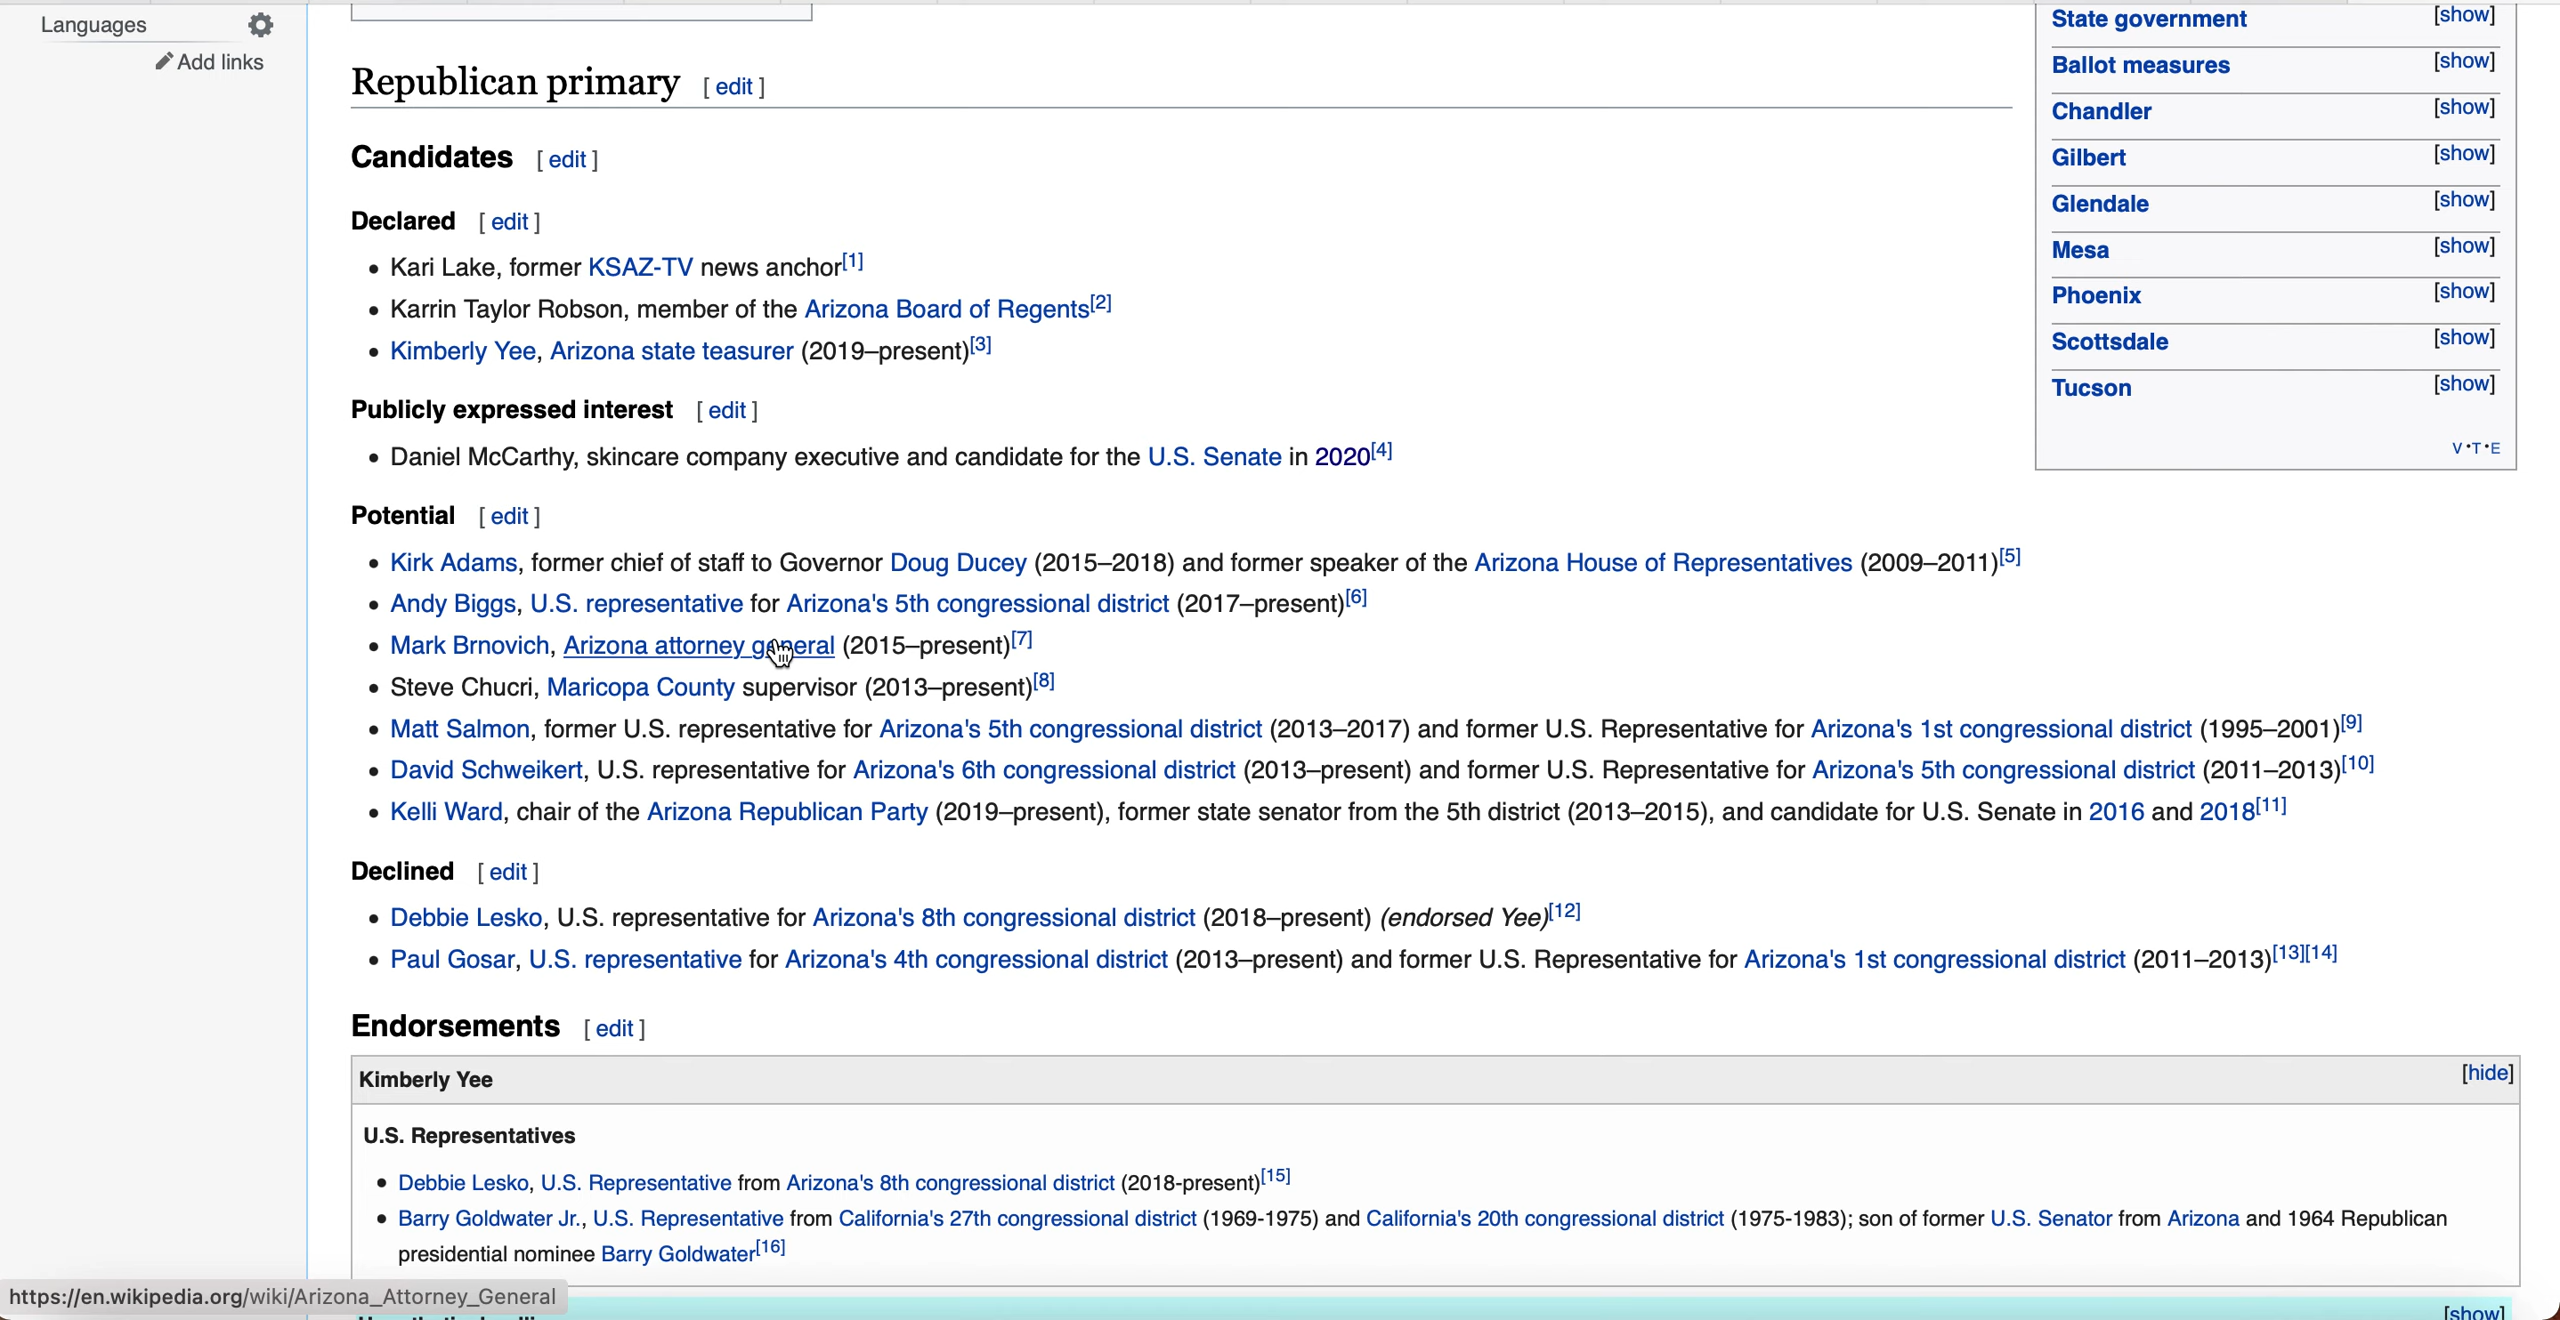 Languages
Add links
Republican primary [ edit ]
Candidates [ edit ]
Declared [ edit ]
• Kari Lake, former KSAZ-TV news anchor[1]
• Karrin Taylor Robson, member of the Arizona Board of Regents[2]
• Kimberly Yee, Arizona state teasurer (2019–present)[3]
Publicly expressed interest [ edit ]
• Daniel McCarthy, skincare company executive and candidate for the U.S. Senate in 2020[4]
Potential [ edit ]
• Kirk Adams, former chief of staff to Governor Doug Ducey (2015–2018) and former speaker of the Arizona House of Representatives (2009–2011)[5]
• Andy Biggs, U.S. representative for Arizona's 5th congressional district (2017–present)[6]
• Mark Brnovich, Arizona attorney general (2015–present)[7]
• Steve Chucri, Maricopa County supervisor (2013–present)[8]
• Matt Salmon, former U.S. representative for Arizona's 5th congressional district (2013–2017) and former U.S. Representative for Arizona's 1st congressional district (1995–2001)[9]
• David Schweikert, U.S. representative for Arizona's 6th congressional district (2013–present) and former U.S. Representative for Arizona's 5th congressional district (2011–2013)[10]
• Kelli Ward, chair of the Arizona Republican Party (2019–present), former state senator from the 5th district (2013–2015), and candidate for U.S. Senate in 2016 and 2018[11]
Declined [ edit ]
• Debbie Lesko, U.S. representative for Arizona's 8th congressional district (2018–present) (endorsed Yee)[12]
• Paul Gosar, U.S. representative for Arizona's 4th congressional district (2013–present) and former U.S. Representative for Arizona's 1st congressional district (2011–2013)[13][14]
Endorsements [ edit ]
Kimberly Yee [hide]
U.S. Representatives
• Debbie Lesko, U.S. Representative from Arizona's 8th congressional district (2018-present)[15]
• Barry Goldwater Jr., U.S. Representative from California's 27th congressional district (1969-1975) and California's 20th congressional district (1975-1983); son of former U.S. Senator from Arizona and 1964 Republican
presidential nominee Barry Goldwater[16]
[show]
State government [show]
Ballot measures [show]
Chandler [show]
Gilbert [show]
Glendale [show]
Mesa [show]
Phoenix [show]
Scottsdale [show]
Tucson [show]
V•T•E
https://en.wikipedia.org/wiki/Arizona_Attorney_General